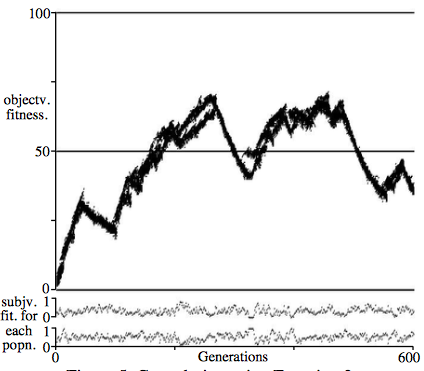 100
objectv.
fitness.
50
0
subjv. 1
fit. for 0
each 1
popn. 0
0 Generations 600